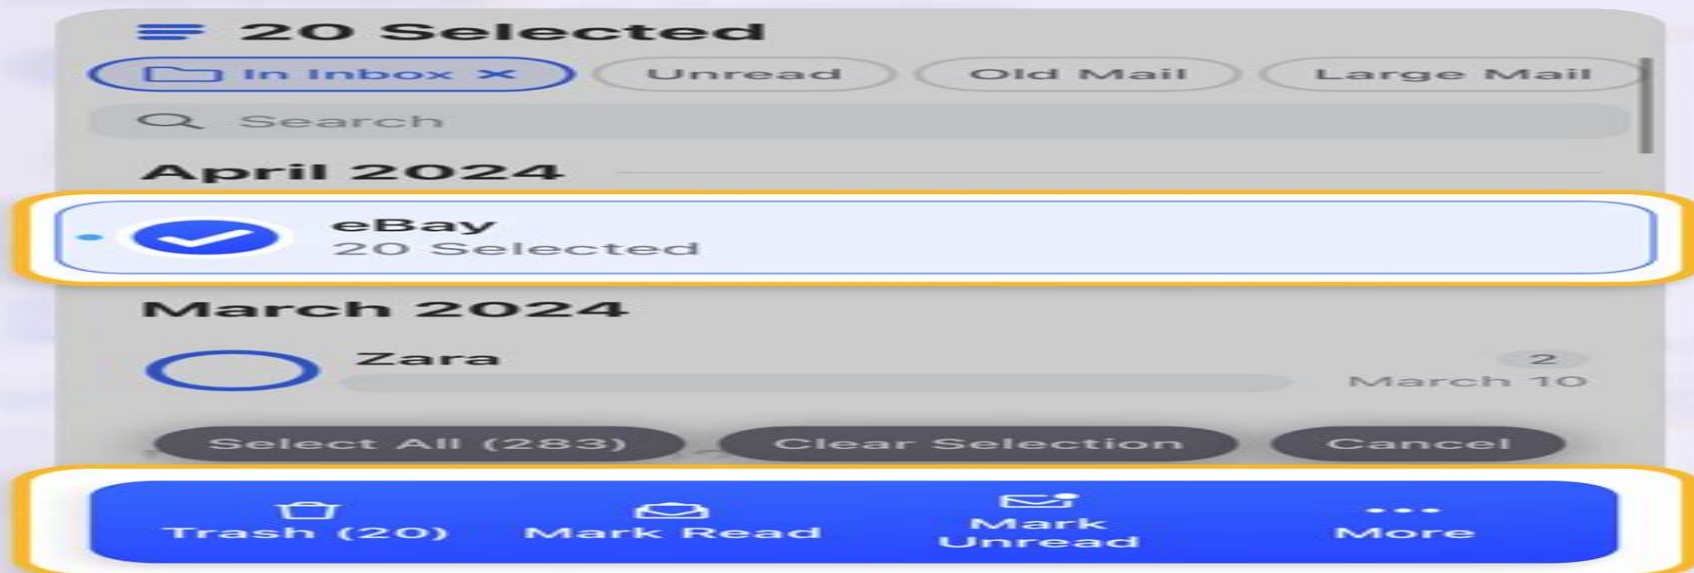 20 Selected
In Inbox × Unread Old Mail Large Mail
Search
April 2024
eBay
20 Selected
March 2024
Zara
2
March 10
Select All (283) Clear Selection Cancel
Trash (20) Mark Read Mark Unread More